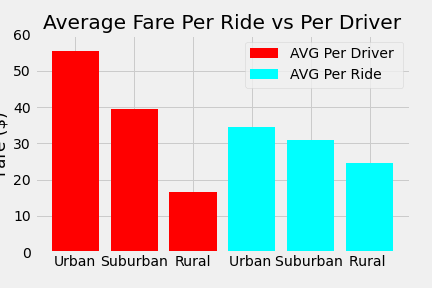 Average Fare Per Ride vs Per Driver
AVG Per Driver
AVG Per Ride
Fare ($)
60
50
40
30
20
10
0
Urban Suburban Rural Urban Suburban Rural